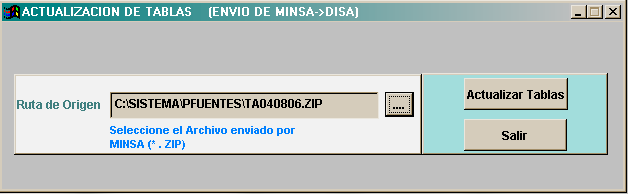 ACTUALIZACION DE TABLAS (ENVIO DE MINSA->DISA)
Ruta de Origen
C:\SISTEMA\PFUENTES\TA040806.ZIP
....
Seleccione el Archivo enviado por
MINSA (* . ZIP)
Actualizar Tablas
Salir